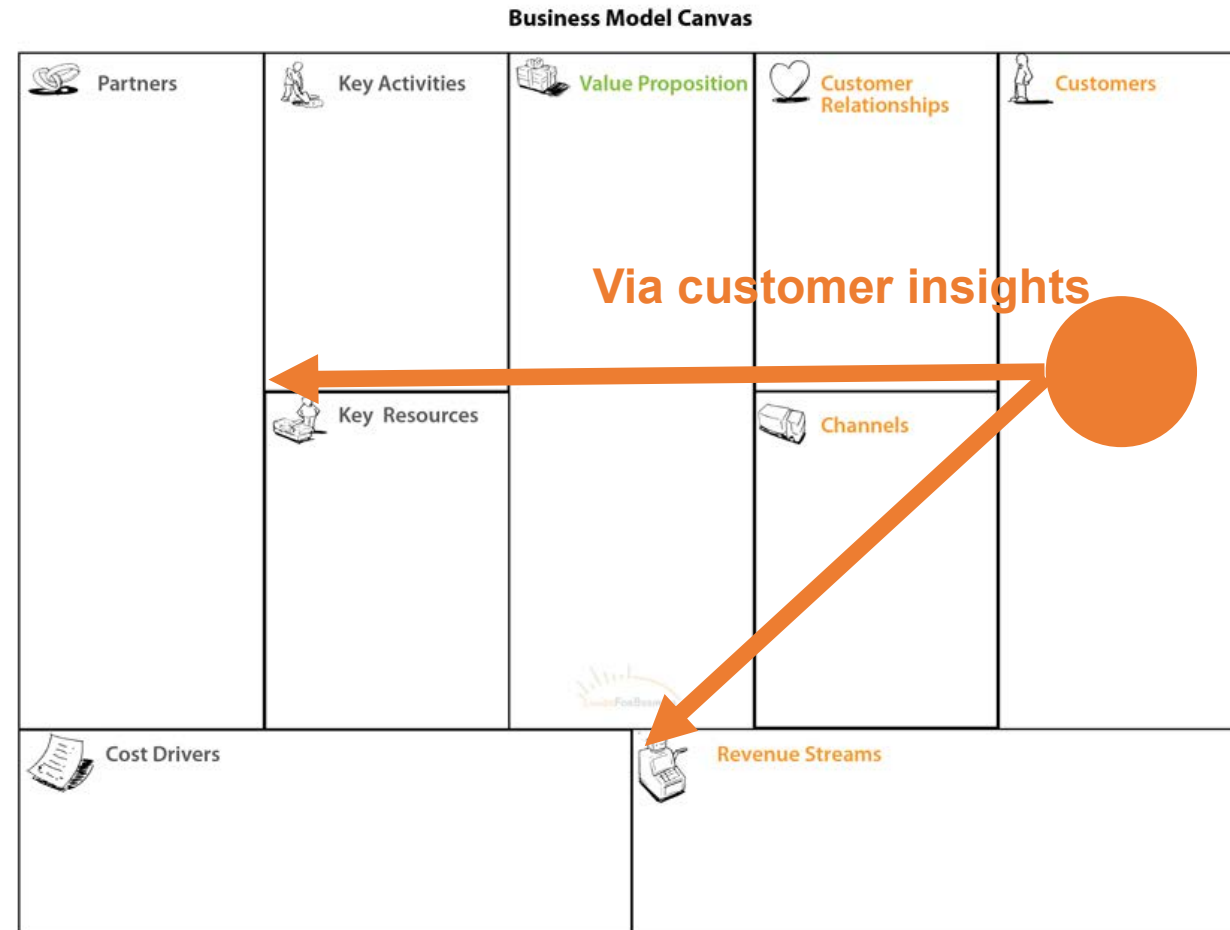 Business Model Canvas
Partners
Key Activities
Value Proposition
Customer
Relationships
Customers
Via customer insights
Key Resources
Channels
Cost Drivers
Revenue Streams